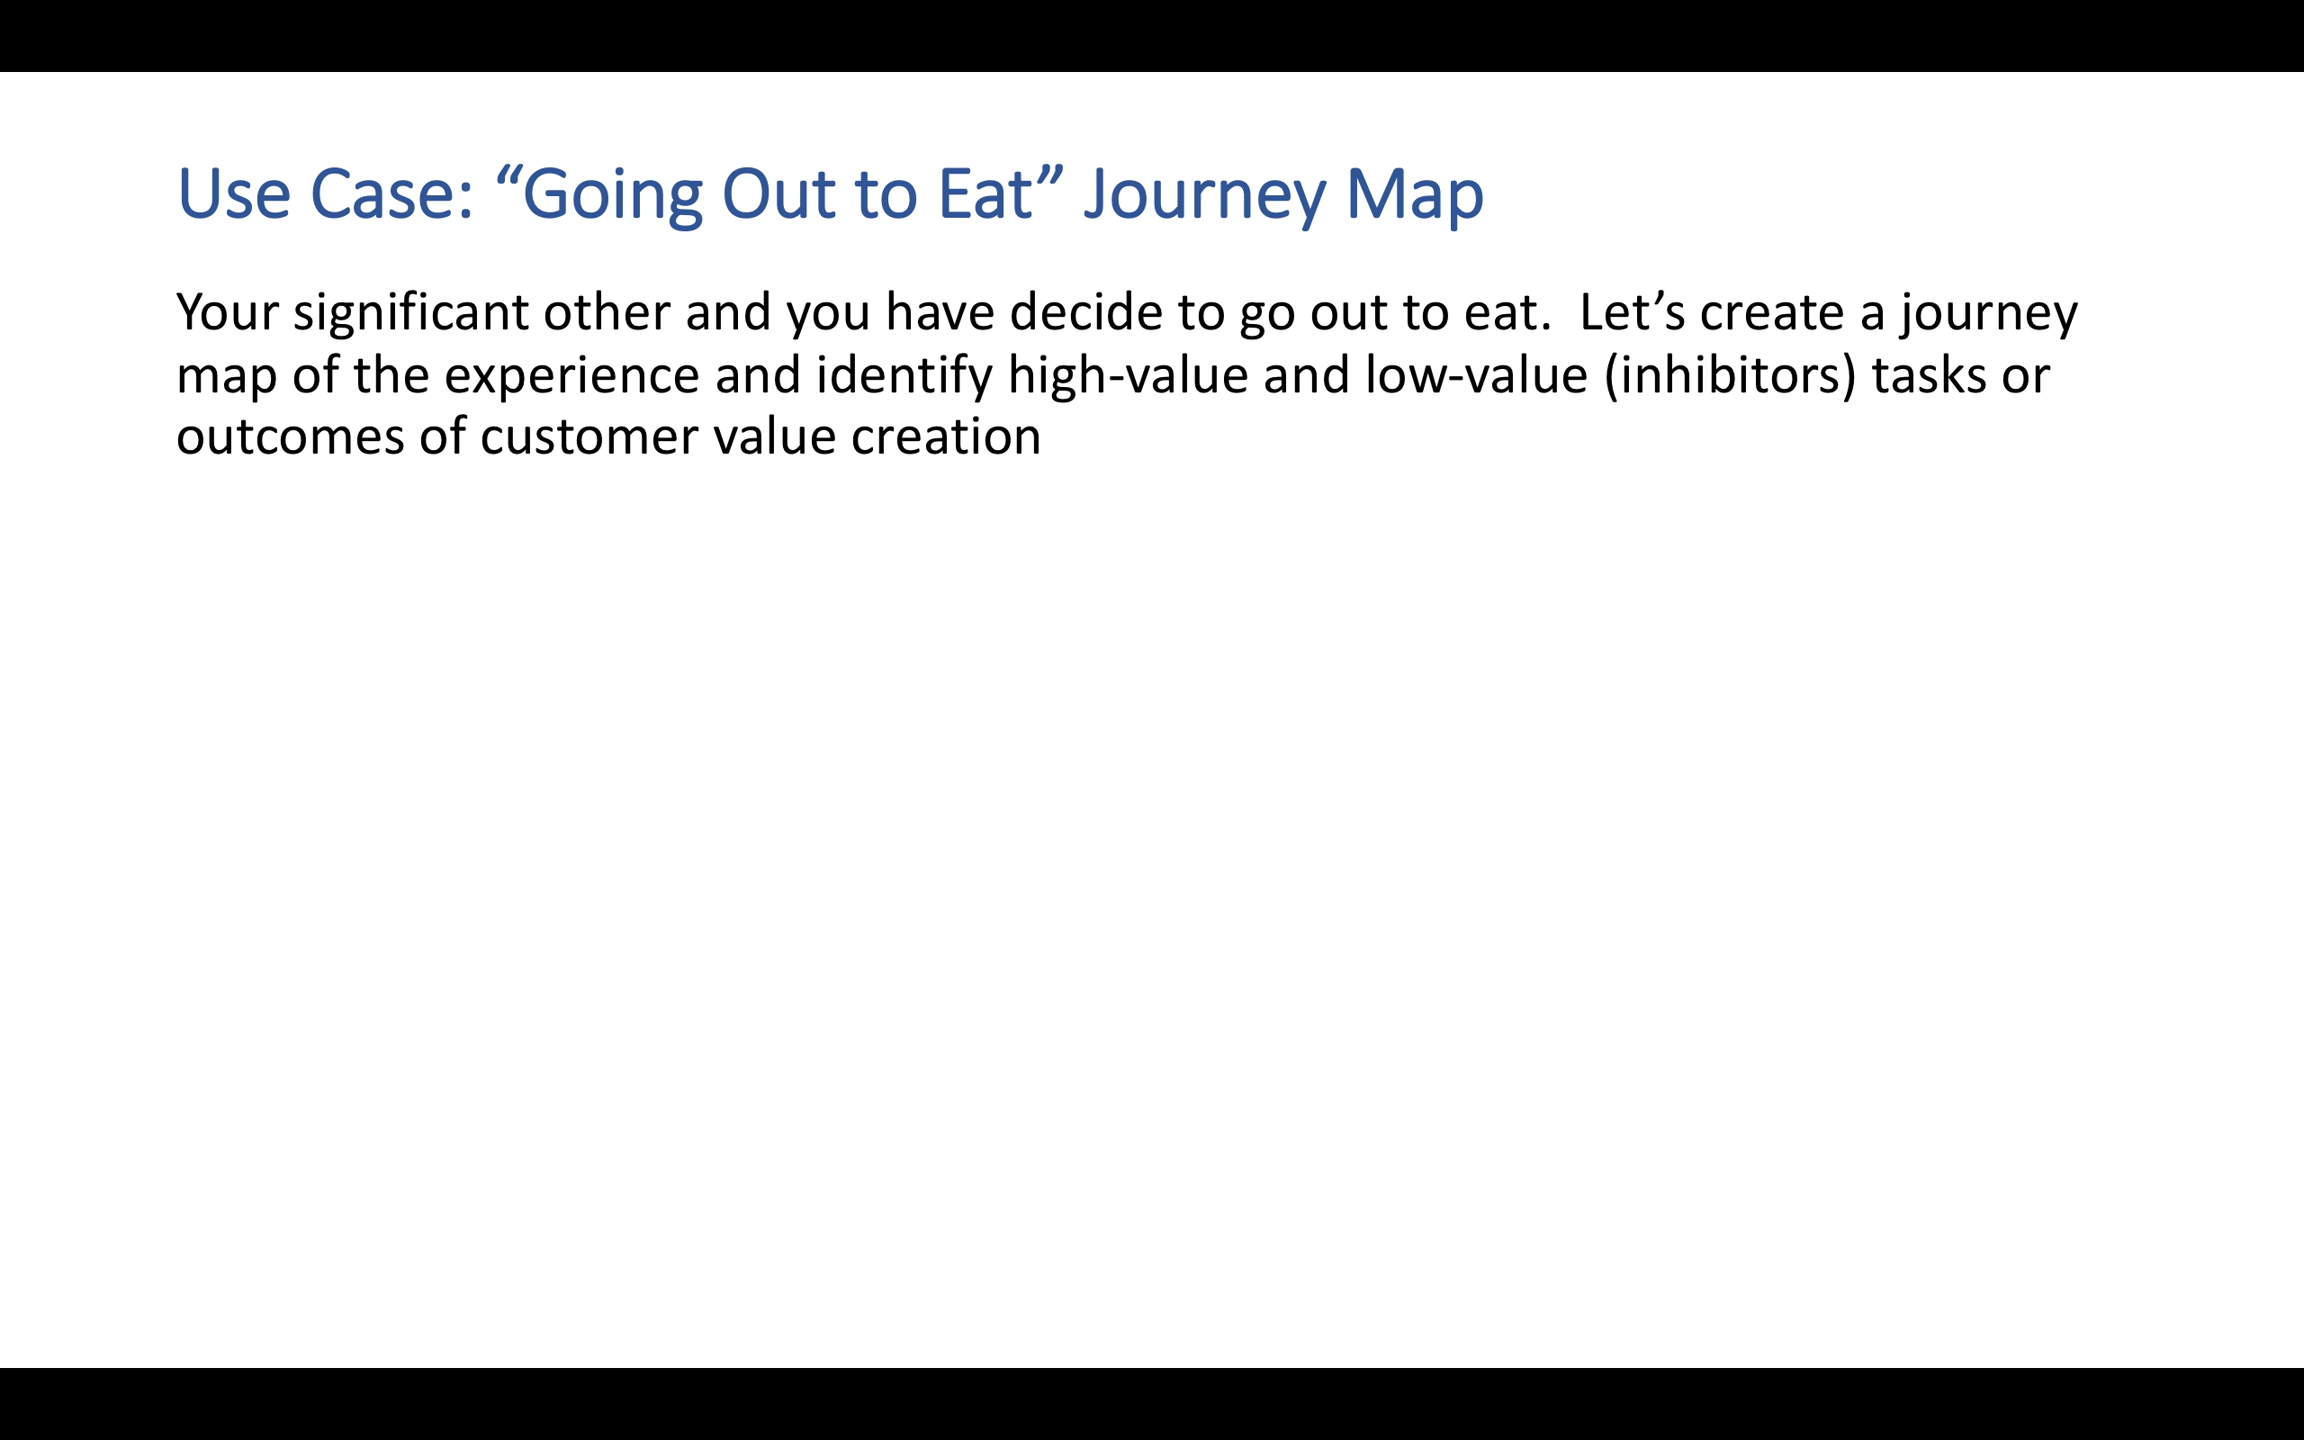 Use Case: “Going Out to Eat” Journey Map
Your significant other and you have decide to go out to eat.  Let’s create a journey
map of the experience and identify high-value and low-value (inhibitors) tasks or
outcomes of customer value creation